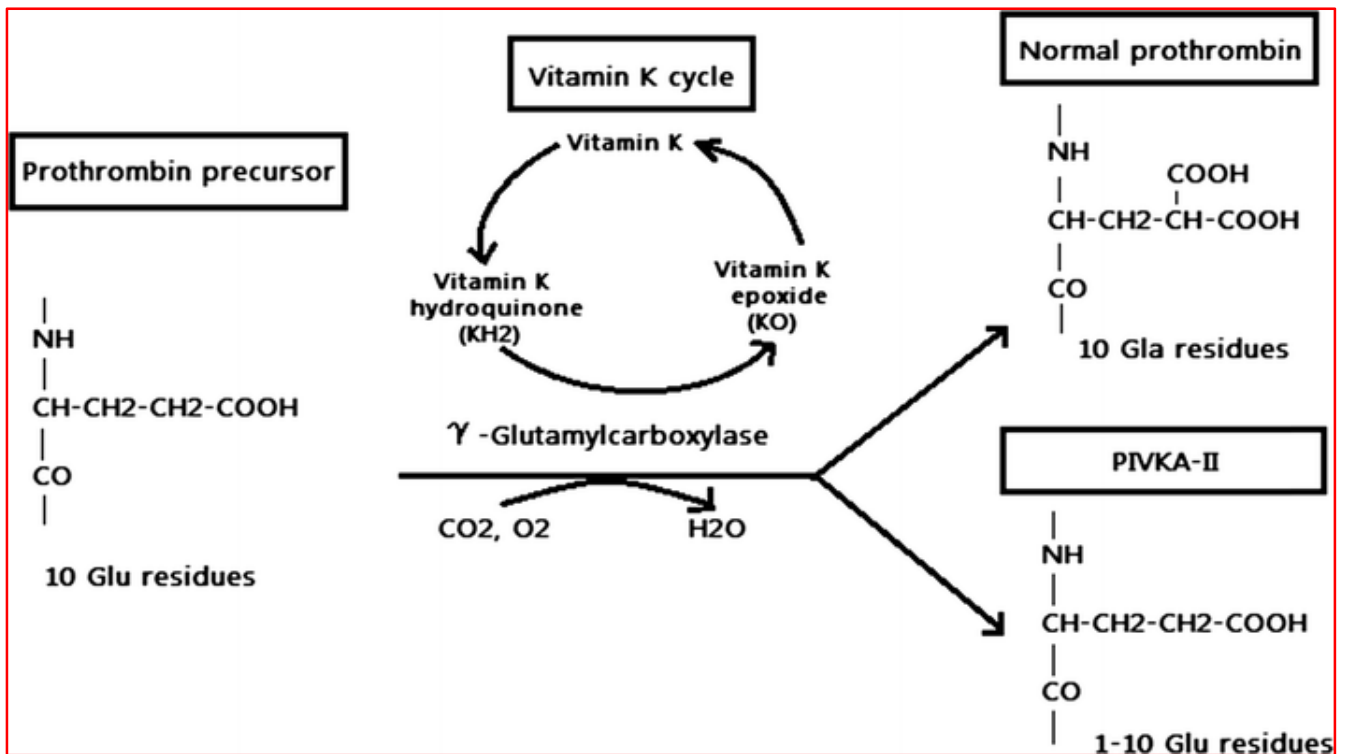 Prothrombin precursor
NH
CH-CH2-CH2-COOH
CO
10 Glu residues
Vitamin K cycle
Vitamin K
Vitamin K
hydroquinone
(KH2)
Vitamin K
epoxide
(KO)
γ -Glutamylcarboxylase
CO2, O2
H2O
Normal prothrombin
NH
COOH
CH-CH2-CH-COOH
CO
10 Gla residues
PIVKA-II
NH
CH-CH2-CH2-COOH
CO
1-10 Glu residues